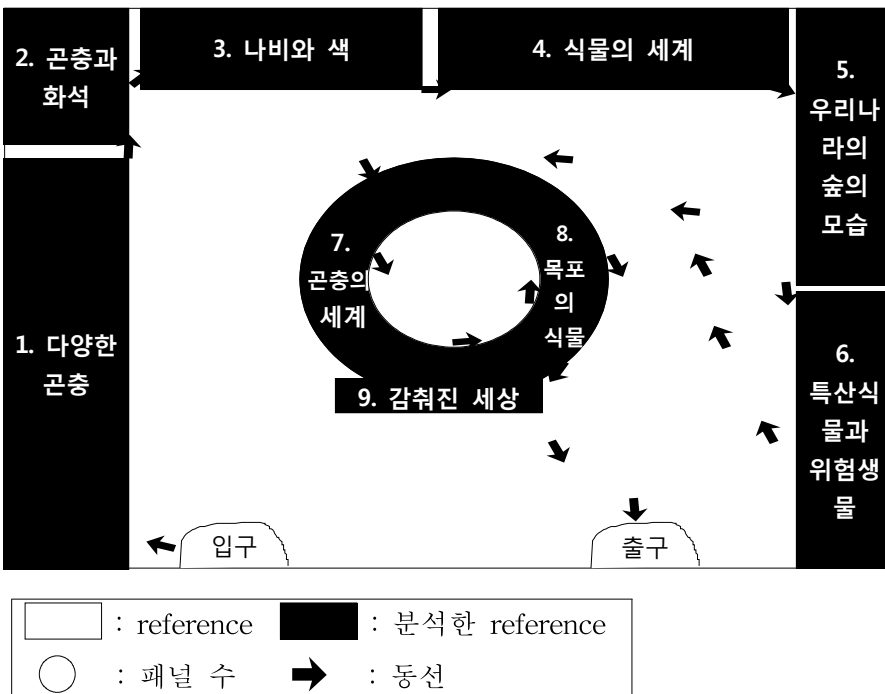 2. 곤충과
화석
3. 나비와 색
4. 식물의 세계
5.
우리나
라의
숲의
모습
7.
곤충의
세계
8.
목포
의
식물
1. 다양한
곤충
9. 감춰진 세상
6.
특산식
물과
위험생
물
입구
출구
: reference
: 분석한 reference
: 패널 수
: 동선